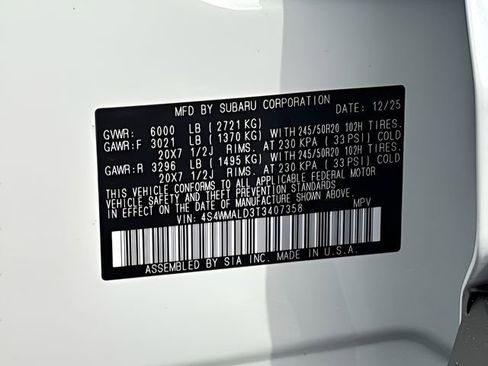 MFD BY SUBARU CORPORATION DATE: 12/25
GVWR: 6000 LB (2721 KG)
GAWR:F 3021 LB (1370 KG) WITH 245/50R20 102H TIRES.
20X7 1/2J RIMS. AT 230 KPA (33 PSI) COLD
GAWR:R 3296 LB (1495 KG) WITH 245/50R20 102H TIRES.
20X7 1/2J RIMS. AT 230 KPA (33 PSI) COLD
THIS VEHICLE CONFORMS TO ALL APPLICABLE FEDERAL MOTOR
VEHICLE SAFETY AND THEFT PREVENTION STANDARDS
IN EFFECT ON THE DATE OF MANUFACTURE SHOWN ABOVE.
VIN: 4S4WMALD3T3407358 MPV
ASSEMBLED BY SIA INC. MADE IN U.S.A.